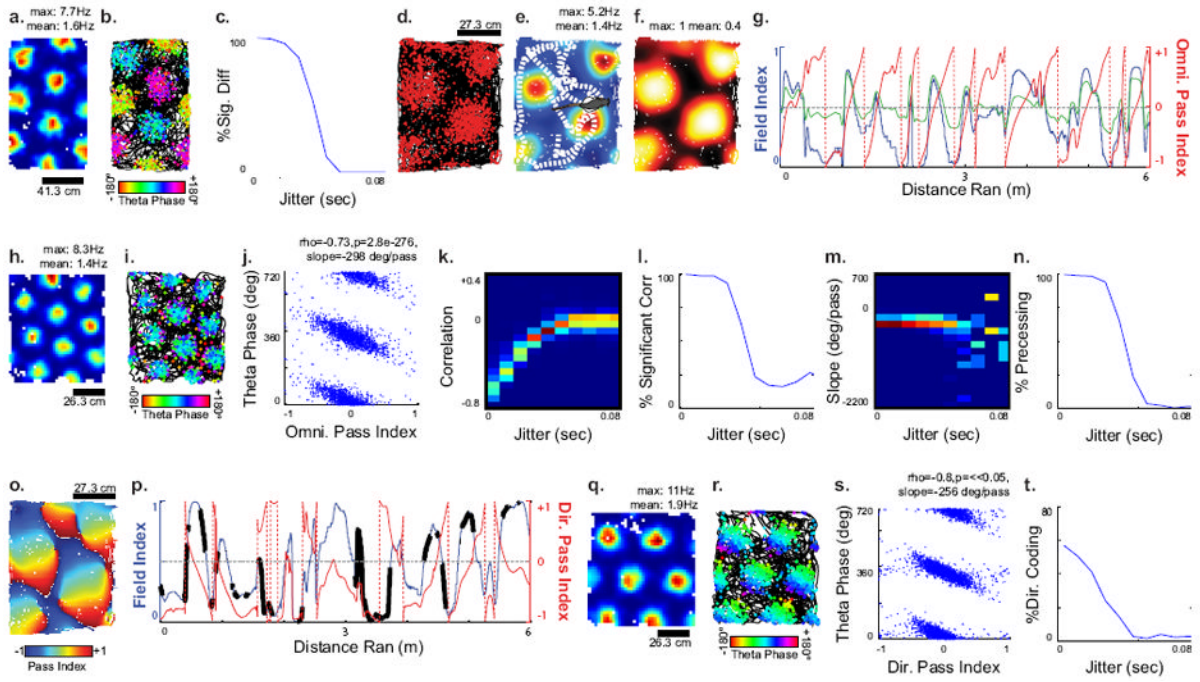 a.
max: 7.7Hz
mean: 1.6Hz
41.3 cm
b.
-180°
+180°
Theta Phase
c.
%Sig. Diff
100
0
0
0.08
Jitter (sec)
d.
27.3 cm
e.
max: 5.2Hz
mean: 1.4Hz
f.
max: 1 mean: 0.4
g.
Field Index
1
0
0
3
6
Distance Ran (m)
+1
0
-1
Omni. Pass Index
h.
max: 8.3Hz
mean: 1.4Hz
26.3 cm
i.
-180°
+180°
Theta Phase
j.
rho=-0.73,p=2.8e-276,
slope=-298 deg/pass
Theta Phase (deg)
720
360
0
-1
0
1
Omni. Pass Index
k.
Correlation
+0.4
0
-0.8
0
0.08
Jitter (sec)
l.
% Significant Corr
100
0
0
0.08
Jitter (sec)
m.
Slope (deg/pass)
700
0
-2200
0
0.08
Jitter (sec)
n.
% Precessing
100
0
0
0.08
Jitter (sec)
o.
27.3 cm
-1
+1
Pass Index
p.
Field Index
1
0
0
3
6
Distance Ran (m)
+1
0
-1
Dir. Pass Index
q.
max: 11Hz
mean: 1.9Hz
26.3 cm
r.
-180°
+180°
Theta Phase
s.
rho=-0.8,p=<<0.05,
slope=-256 deg/pass
Theta Phase (deg)
720
360
0
-1
0
1
Dir. Pass Index
t.
%Dir. Coding
80
0
0
0.08
Jitter (sec)